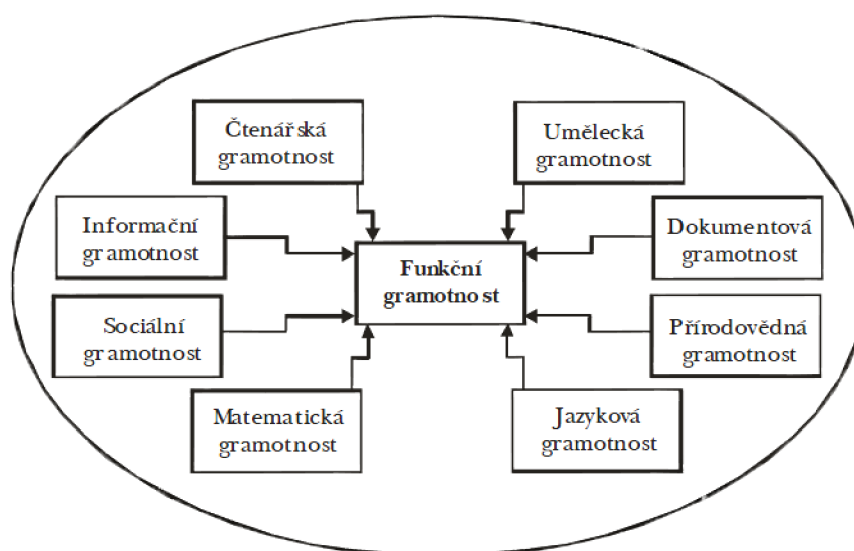 Čtenářská
gramotnost
Umělecká
gramotnost
Informační
gramotnost
Dokumentová
gramotnost
Funkční
gramotnost
Sociální
gramotnost
Přírodovědná
gramotnost
Matematická
gramotnost
Jazyková
gramotnost